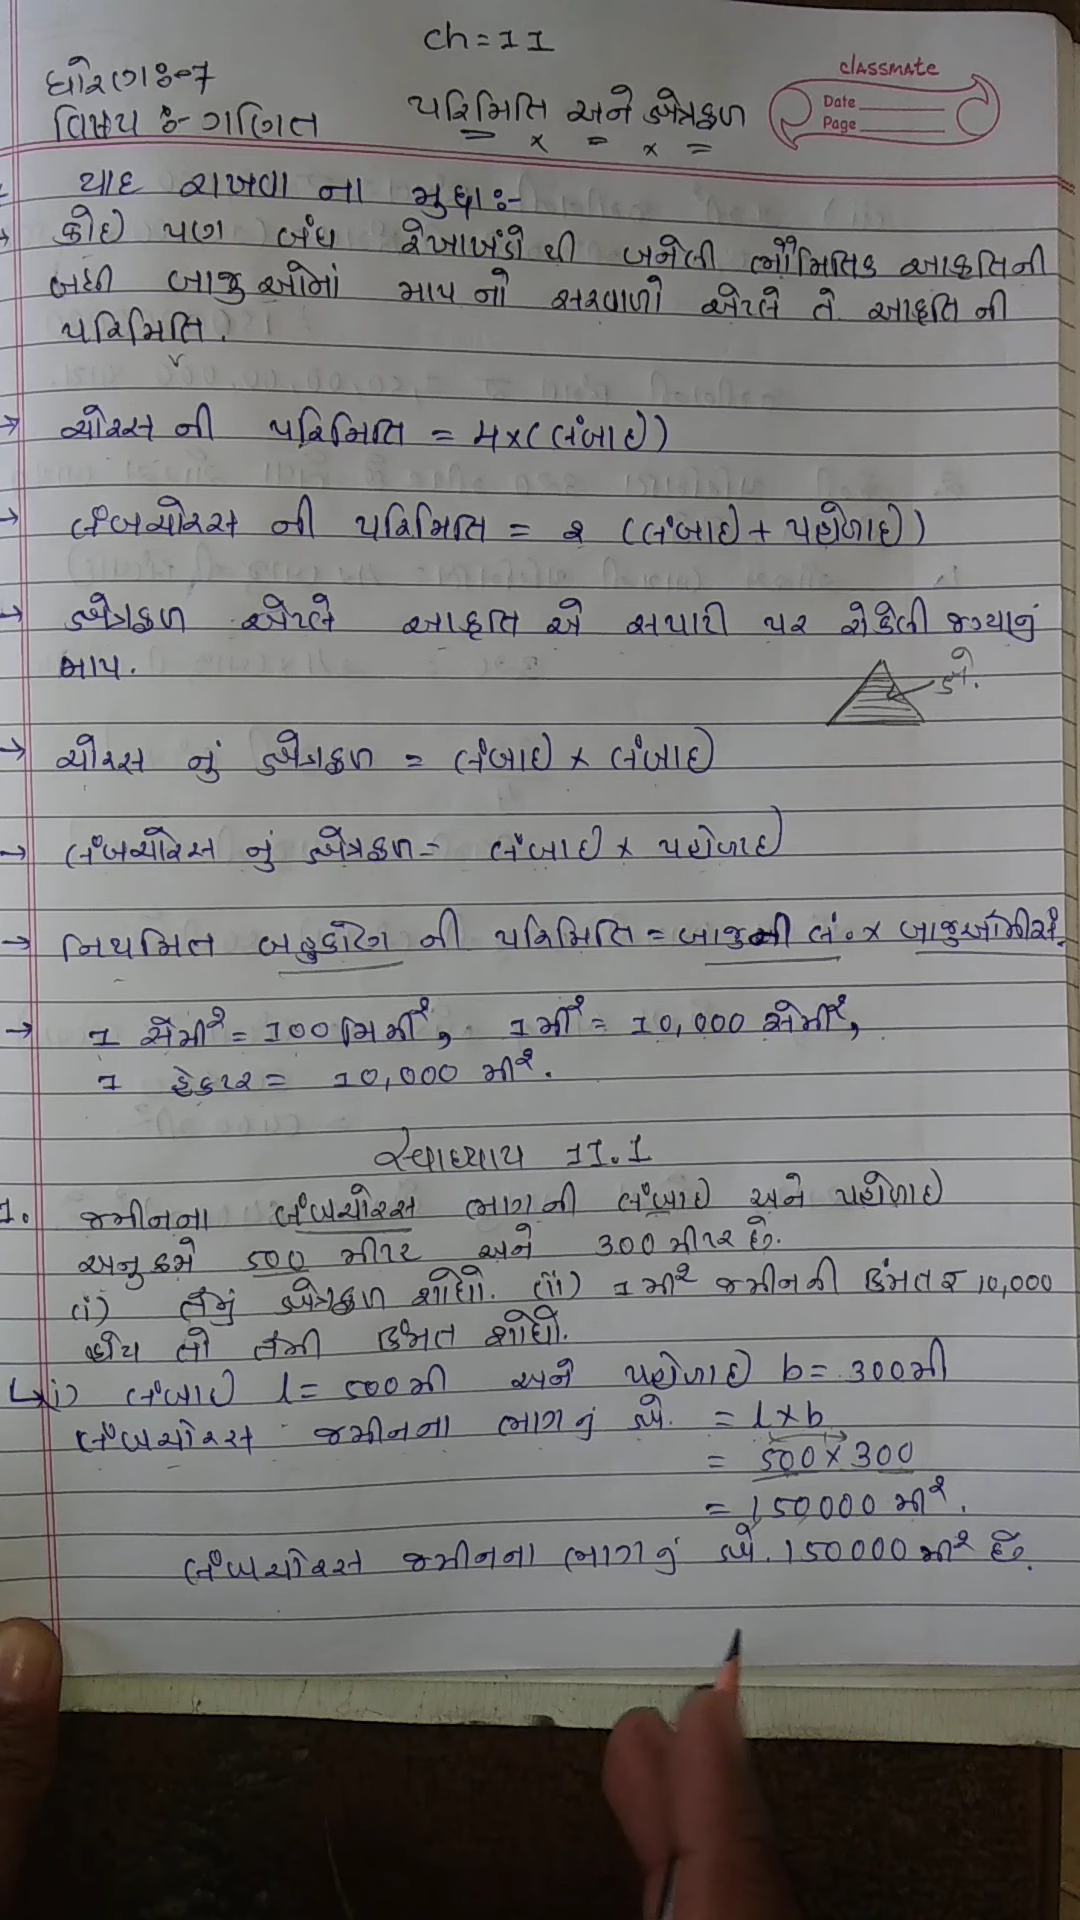 ch = 11
ધોરણઃ-7
વિષય ઃ- ગણિત
પરિમિતિ અને ક્ષેત્રફળ
classmate
Date
Page
યાદ રાખવા ના મુદ્દાઃ-
→ કોઈ પણ બંધ રેખાખંડો થી બનેલી ભૌમિતિક આકૃતિની
બધી બાજુઓમાં માપ નો સરવાળો એટલે તે આકૃતિ ની
પરિમિતિ.
→ ચોરસ ની પરિમિતિ = 4×(લંબાઈ)
→ લંબચોરસ ની પરિમિતિ = ૨ (લંબાઈ + પહોળાઈ)
→ ક્ષેત્રફળ એટલે આકૃતિ એ સપાટી પર રોકેલી જગ્યાનું
માપ.
ક્ષે.
→ ચોરસ નું ક્ષેત્રફળ = લંબાઈ × લંબાઈ
→ લંબચોરસ નું ક્ષેત્રફળ = લંબાઈ × પહોળાઈ
→ નિયમિત બહુકોણ ની પરિમિતિ = બાજુની લં. × બાજુઓની સં.
→ 1 સેમી² = 100 મિમી², 1 મી² = 10,000 સેમી²,
1 હેકટર = 10,000 મી².
સ્વાધ્યાય 11.1
1. જમીનના લંબચોરસ ભાગની લંબાઈ અને પહોળાઈ
અનુક્રમે 500 મીટર અને 300 મીટર છે.
(i) તેનું ક્ષેત્રફળ શોધો. (ii) 1 મી² જમીનની કિંમત ₹ 10,000
હોય તો તેની કિંમત શોધો.
↳ i) લંબાઈ l = 500 મી અને પહોળાઈ b = 300 મી
લંબચોરસ જમીનના ભાગનું ક્ષે. = l × b
= 500 × 300
= 150000 મી².
લંબચોરસ જમીનના ભાગનું ક્ષે. 150000 મી² છે.